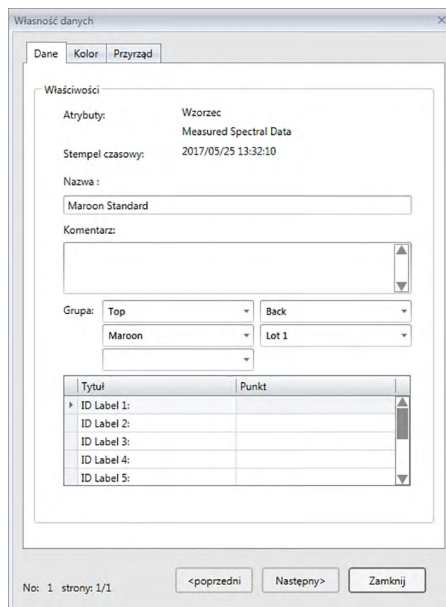 Własność danych
Dane Kolor Przyrząd
Właściwości
Atrybuty: Wzorzec
Measured Spectral Data
Stempel czasowy: 2017/05/25 13:32:10
Nazwa :
Maroon Standard
Komentarz:
Grupa: Top Back
Maroon Lot 1
Tytuł Punkt
ID Label 1:
ID Label 2:
ID Label 3:
ID Label 4:
ID Label 5:
No: 1 strony: 1/1 <poprzedni Następny> Zamknij